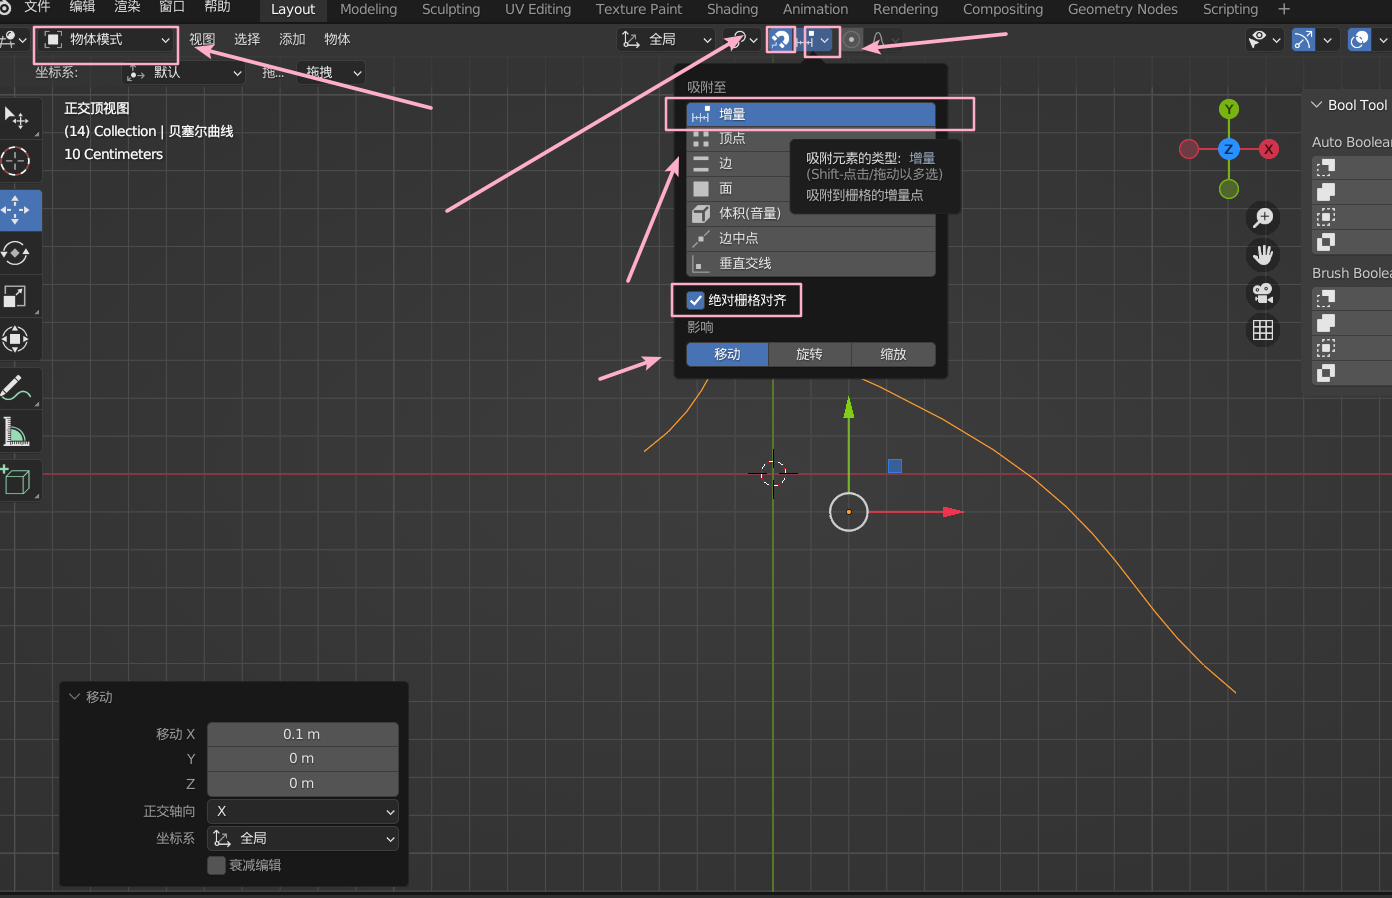 文件 编辑 渲染 窗口 帮助 Layout Modeling Sculpting UV Editing Texture Paint Shading Animation Rendering Compositing Geometry Nodes Scripting +
物体模式 视图 选择 添加 物体 全局
坐标系: 默认 拖... 拖拽
正交顶视图
(14) Collection | 贝塞尔曲线
10 Centimeters
吸附至
增量
顶点
边
面
体积(音量)
边中点
垂直交线
吸附元素的类型: 增量
(Shift-点击/拖动以多选)
吸附到栅格的增量点
绝对栅格对齐
影响
移动 旋转 缩放
Y
Z
X
Bool Tool
Auto Boolea
Brush Boolea
移动
移动 X 0.1 m
Y 0 m
Z 0 m
正交轴向 X
坐标系 全局
衰减编辑